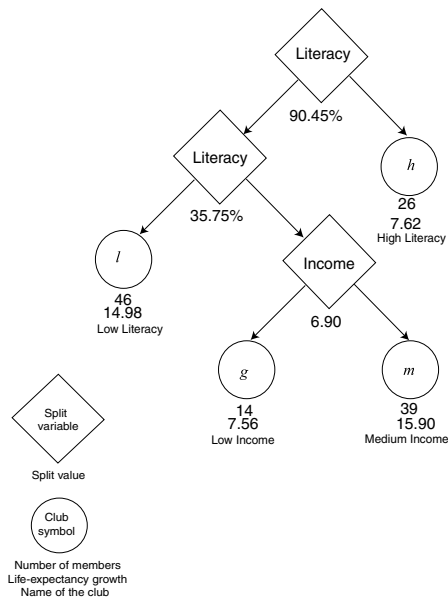 Literacy
90.45%
Literacy
h
26
7.62
High Literacy
35.75%
l
46
14.98
Low Literacy
Income
6.90
g
14
7.56
Low Income
m
39
15.90
Medium Income
Split
variable
Split value
Club
symbol
Number of members
Life-expectancy growth
Name of the club